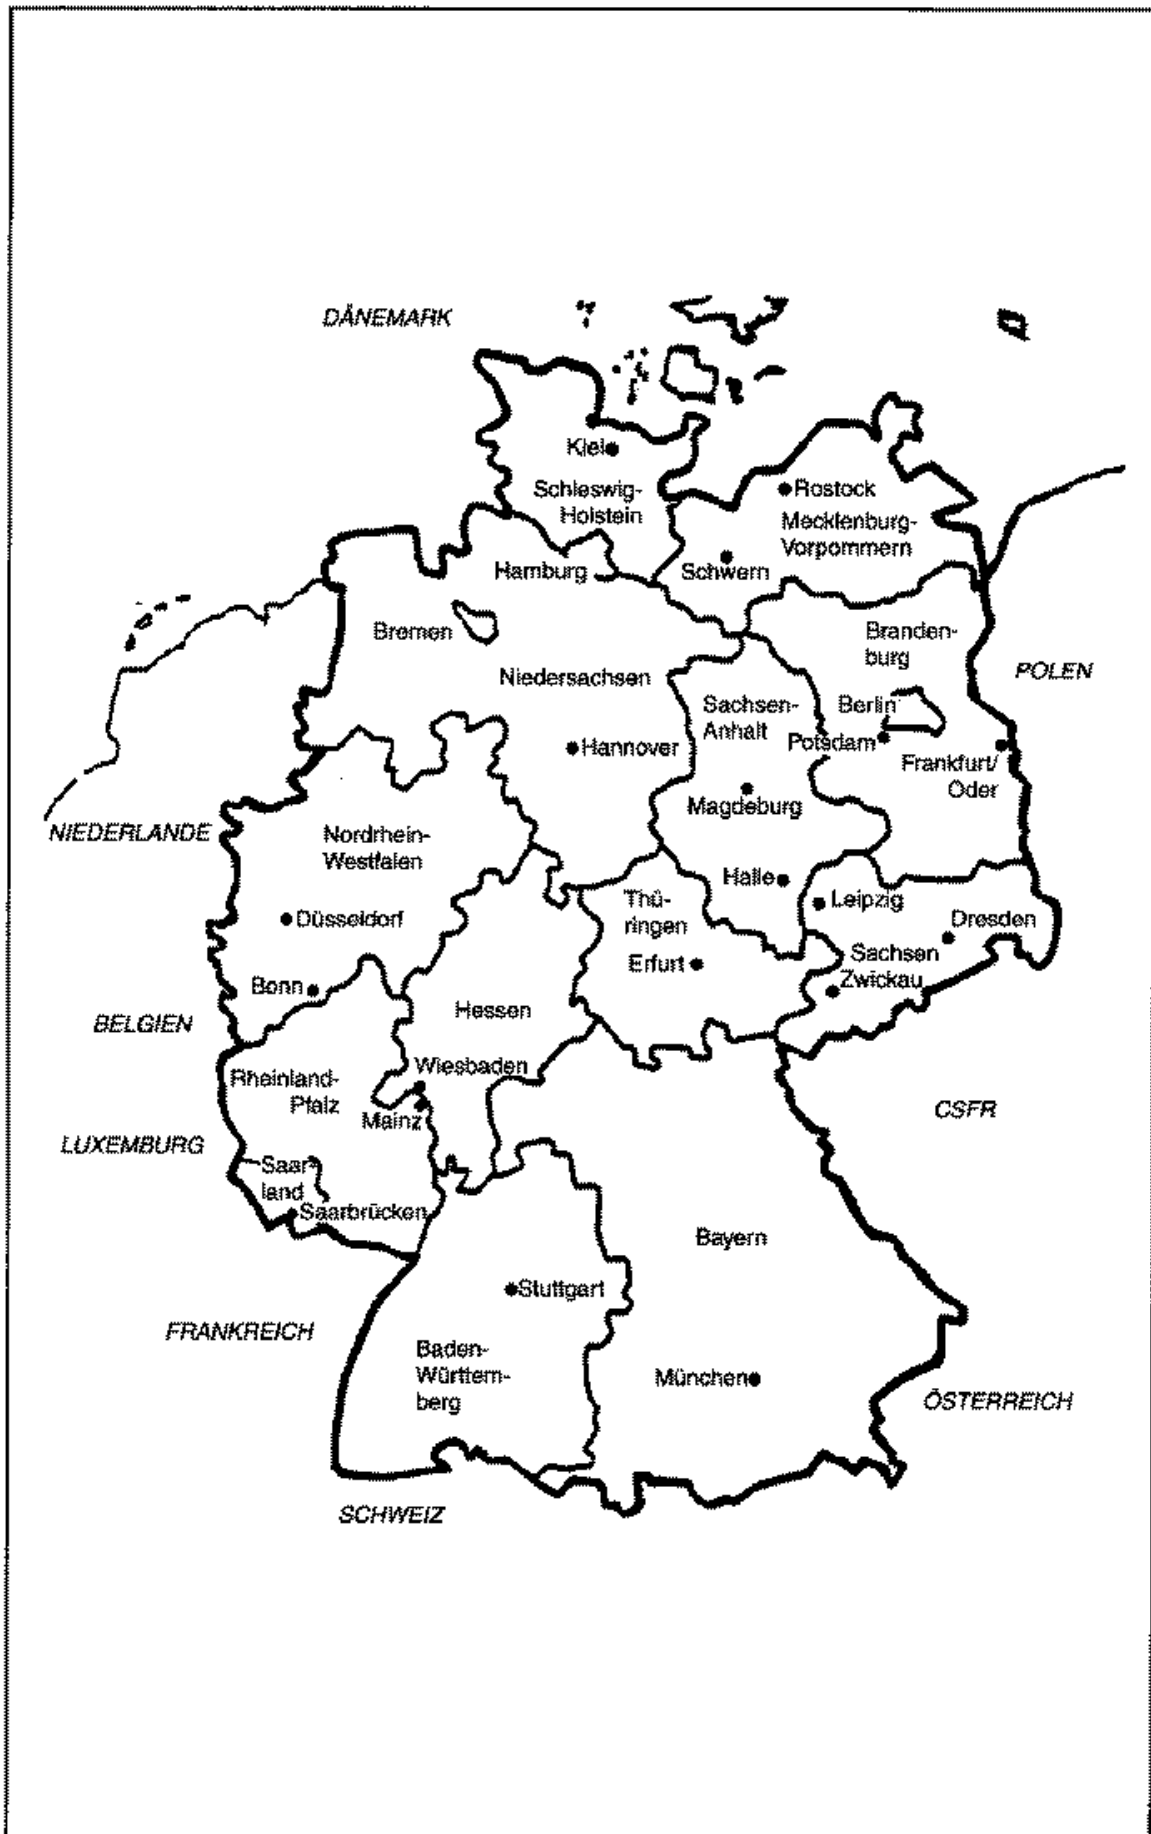 DÄNEMARK
Kiel
Schleswig-
Holstein
Rostock
Mecklenburg-
Vorpommern
Hamburg
Schwern
Bremen
Branden-
burg
Niedersachsen
POLEN
Sachsen-
Anhalt
Berlin
Potsdam
Hannover
Frankfurt/
Oder
Magdeburg
NIEDERLANDE
Nordrhein-
Westfalen
Halle
Leipzig
Thü-
ringen
Düsseldorf
Dresden
Sachsen
Erfurt
Zwickau
Bonn
Hessen
BELGIEN
Wiesbaden
Rheinland-
Pfalz
Mainz
CSFR
LUXEMBURG
Saar-
land
Saarbrücken
Bayern
Stuttgart
FRANKREICH
Baden-
Württem-
berg
München
ÖSTERREICH
SCHWEIZ